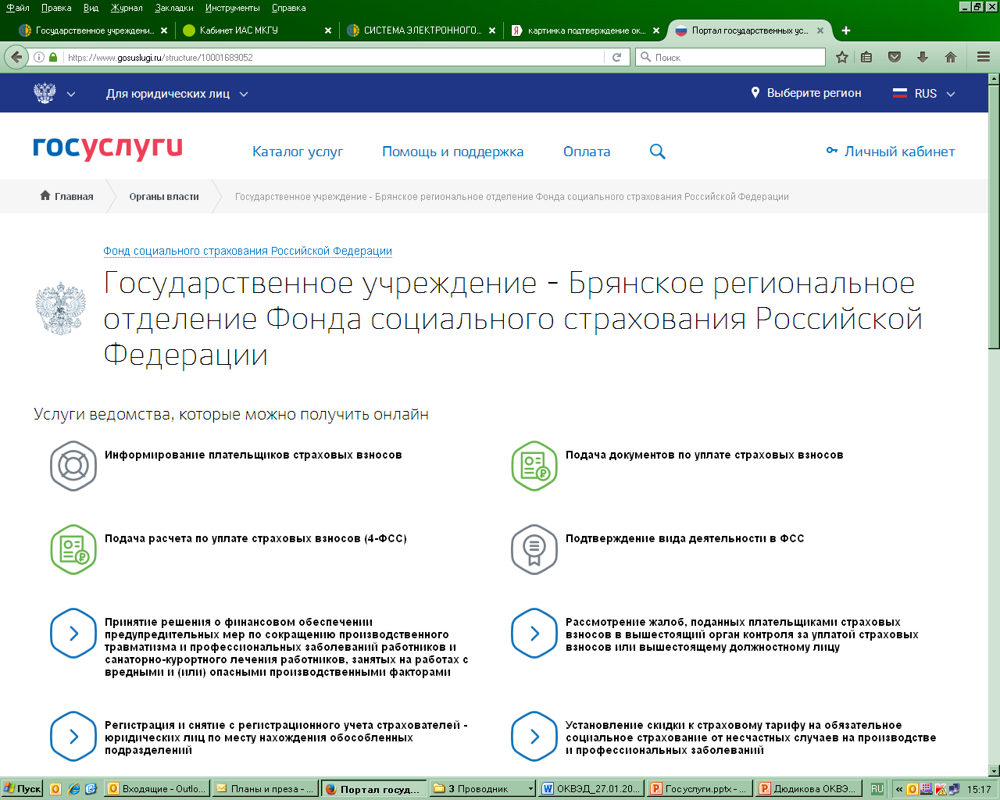 Файл Правка Вид Журнал Закладки Инструменты Справка
Государственное учреждени... Кабинет ИАС МКГУ СИСТЕМА ЭЛЕКТРОННОГО... картинка подтверждение ок... Портал государственных ус...
https://www.gosuslugi.ru/structure/10001689052 Поиск
Для юридических лиц Выберите регион RUS
госуслуги Каталог услуг Помощь и поддержка Оплата Личный кабинет
Главная Органы власти Государственное учреждение - Брянское региональное отделение Фонда социального страхования Российской Федерации
Фонд социального страхования Российской Федерации
Государственное учреждение - Брянское региональное
отделение Фонда социального страхования Российской
Федерации
Услуги ведомства, которые можно получить онлайн
Информирование плательщиков страховых взносов
Подача документов по уплате страховых взносов
Подача расчета по уплате страховых взносов (4-ФСС)
Подтверждение вида деятельности в ФСС
Принятие решения о финансовом обеспечении
предупредительных мер по сокращению производственного
травматизма и профессиональных заболеваний работников и
санаторно-курортного лечения работников, занятых на работах с
вредными и (или) опасными производственными факторами
Рассмотрение жалоб, поданных плательщиками страховых
взносов в вышестоящий орган контроля за уплатой страховых
взносов или вышестоящему должностному лицу
Регистрация и снятие с регистрационного учета страхователей -
юридических лиц по месту нахождения обособленных
подразделений
Установление скидки к страховому тарифу на обязательное
социальное страхование от несчастных случаев на производстве
и профессиональных заболеваний
Пуск Входящие - Outlo... Планы и преза - ... Портал госуд... 3 Проводник ОКВЭД_27.01.20... Гос услуги.pptx - ... Дюдикова ОКВЭ... RU « 15:17